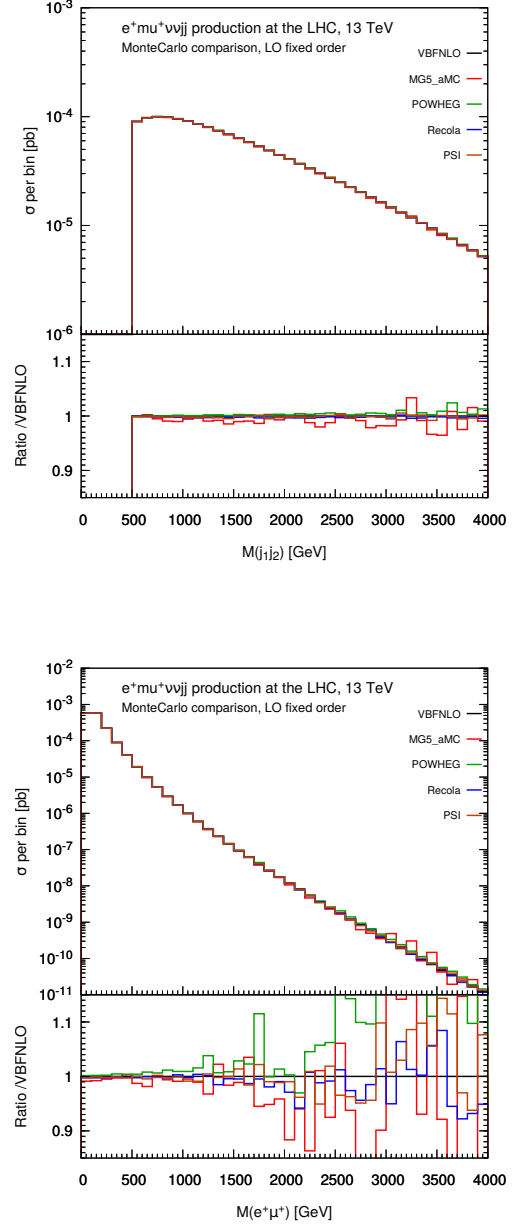 10⁻³
e⁺mu⁺ννjj production at the LHC, 13 TeV
MonteCarlo comparison, LO fixed order
VBFNLO
MG5_aMC
POWHEG
Recola
PSI
10⁻⁴
10⁻⁵
10⁻⁶
σ per bin [pb]
1.1
1
0.9
Ratio /VBFNLO
0 500 1000 1500 2000 2500 3000 3500 4000
M(j₁j₂) [GeV]
10⁻²
e⁺mu⁺ννjj production at the LHC, 13 TeV
MonteCarlo comparison, LO fixed order
VBFNLO
MG5_aMC
POWHEG
Recola
PSI
10⁻³
10⁻⁴
10⁻⁵
10⁻⁶
10⁻⁷
10⁻⁸
10⁻⁹
10⁻¹⁰
10⁻¹¹
σ per bin [pb]
1.1
1
0.9
Ratio /VBFNLO
0 500 1000 1500 2000 2500 3000 3500 4000
M(e⁺μ⁺) [GeV]